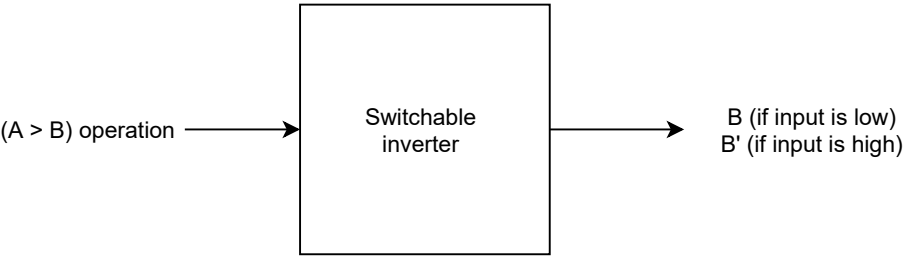 (A > B) operation
Switchable
inverter
B (if input is low)
B' (if input is high)